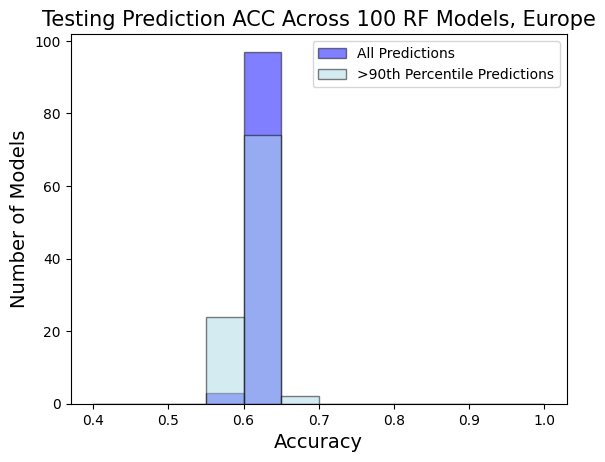 Testing Prediction ACC Across 100 RF Models, Europe
All Predictions
>90th Percentile Predictions
Number of Models
100
80
60
40
20
0
0.4 0.5 0.6 0.7 0.8 0.9 1.0
Accuracy